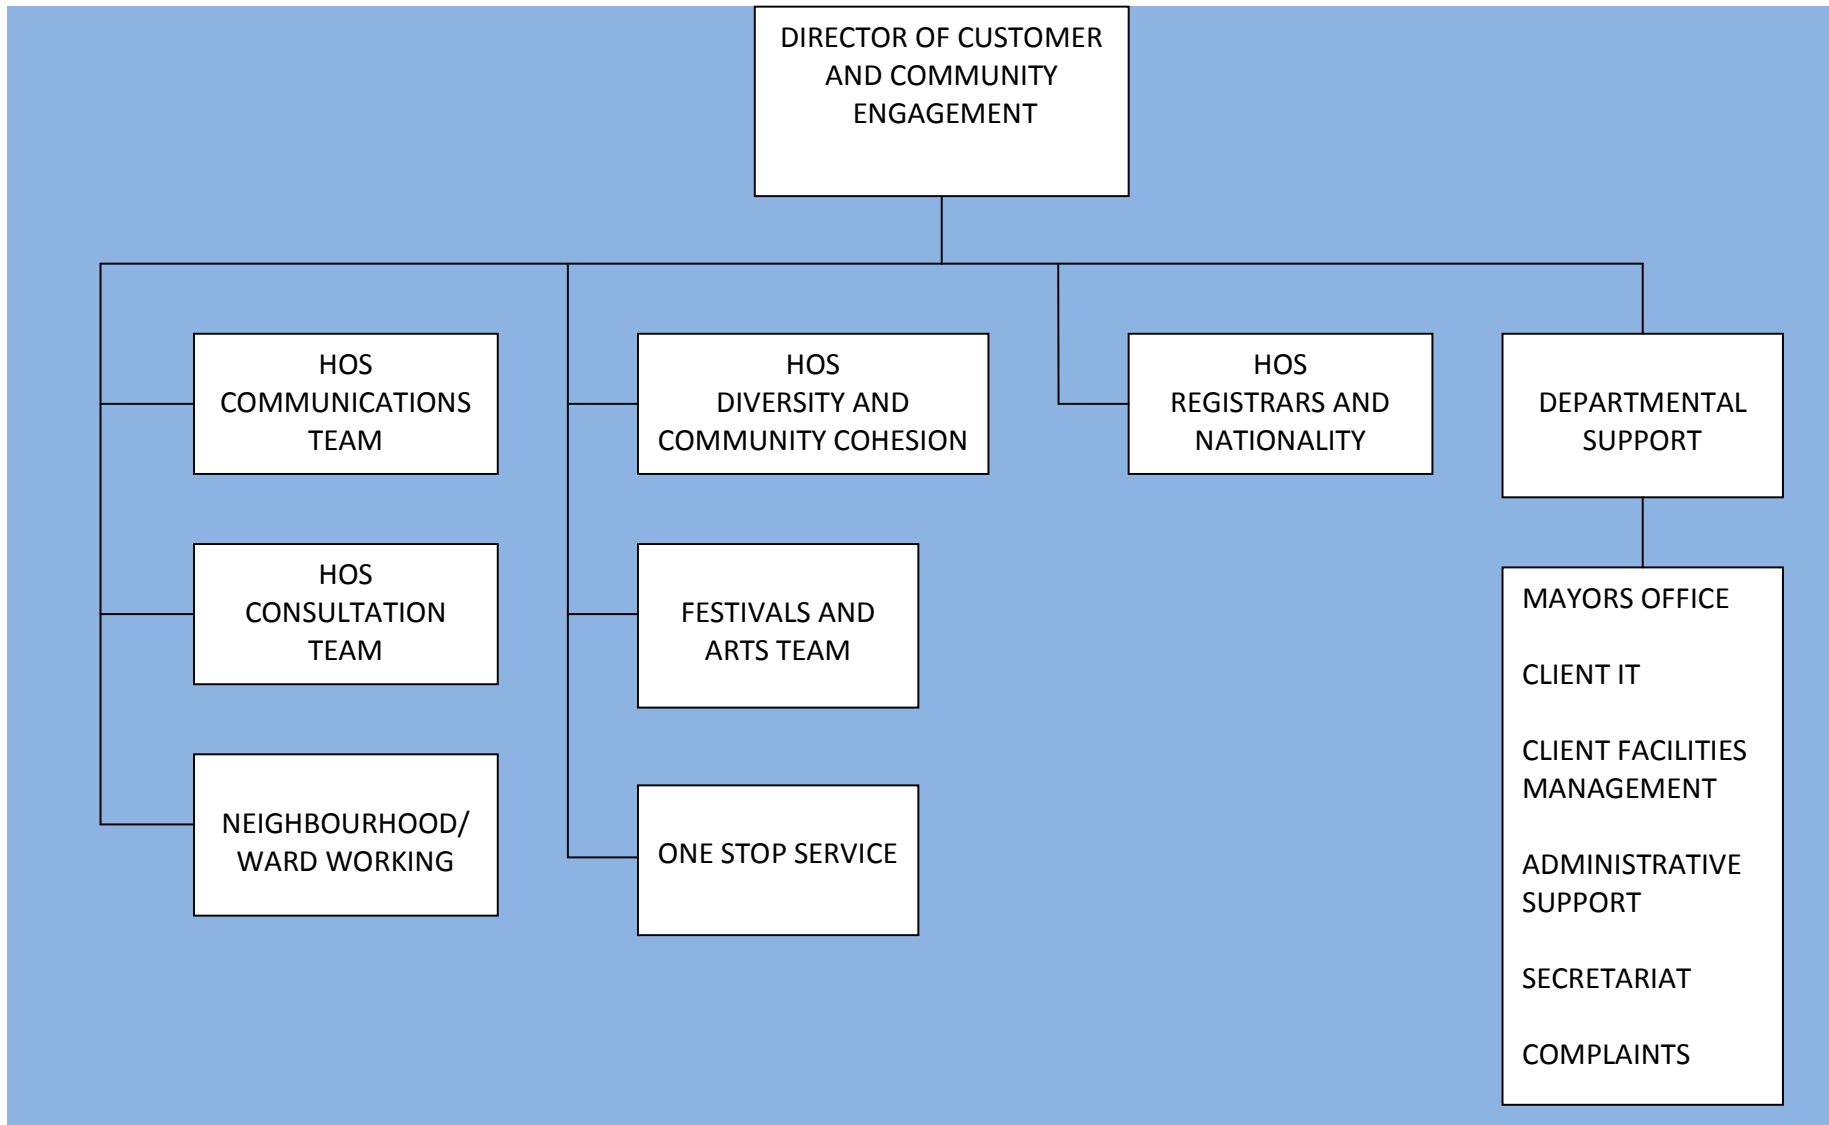 DIRECTOR OF CUSTOMER
AND COMMUNITY
ENGAGEMENT
HOS
COMMUNICATIONS
TEAM
HOS
DIVERSITY AND
COMMUNITY COHESION
HOS
REGISTRARS AND
NATIONALITY
DEPARTMENTAL
SUPPORT
HOS
CONSULTATION
TEAM
FESTIVALS AND
ARTS TEAM
NEIGHBOURHOOD/
WARD WORKING
ONE STOP SERVICE
MAYORS OFFICE
CLIENT IT
CLIENT FACILITIES
MANAGEMENT
ADMINISTRATIVE
SUPPORT
SECRETARIAT
COMPLAINTS